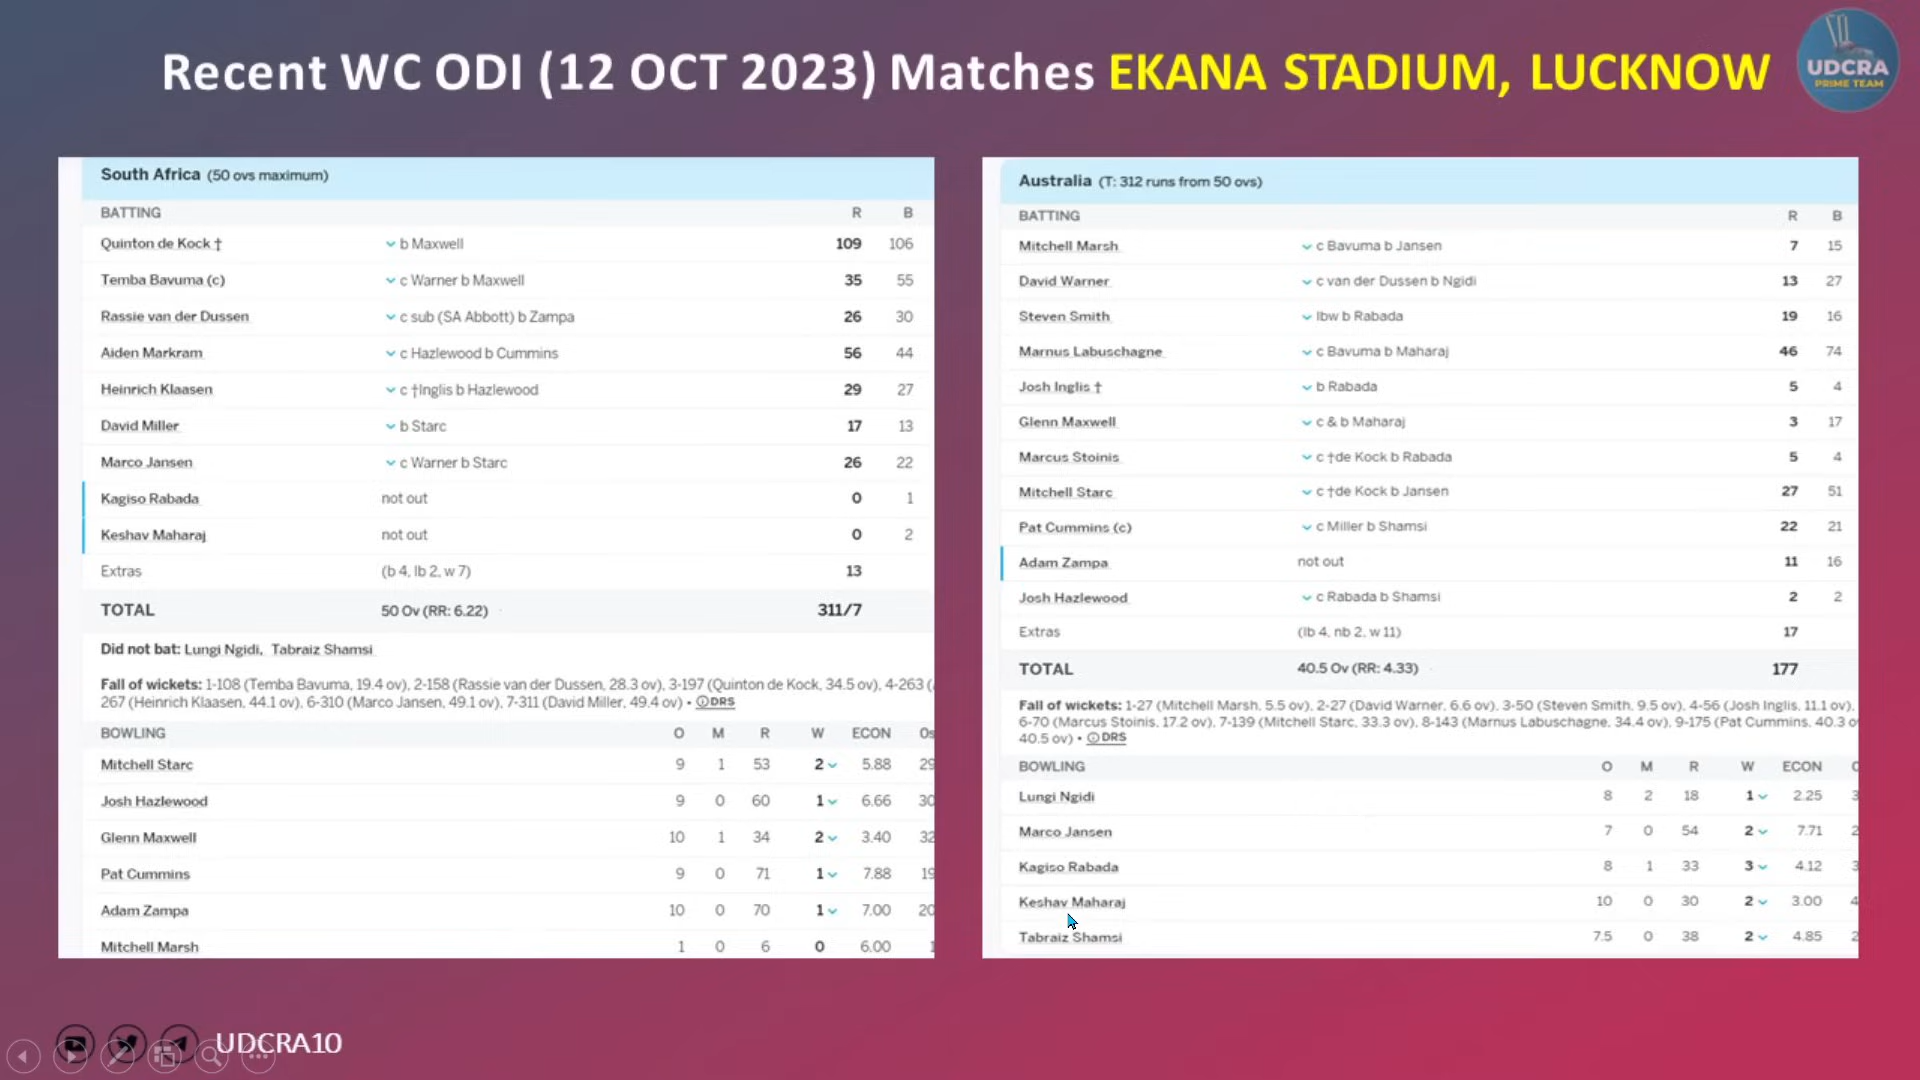 Recent WC ODI (12 OCT 2023) Matches EKANA STADIUM, LUCKNOW
UDCRA
PRIME TEAM
South Africa (50 ovs maximum)
BATTING R B
Quinton de Kock † b Maxwell 109 106
Temba Bavuma (c) c Warner b Maxwell 35 55
Rassie van der Dussen c sub (SA Abbott) b Zampa 26 30
Aiden Markram c Hazlewood b Cummins 56 44
Heinrich Klaasen c †Inglis b Hazlewood 29 27
David Miller b Starc 17 13
Marco Jansen c Warner b Starc 26 22
Kagiso Rabada not out 0 1
Keshav Maharaj not out 0 2
Extras (b 4, lb 2, w 7) 13
TOTAL 50 Ov (RR: 6.22) 311/7
Did not bat: Lungi Ngidi, Tabraiz Shamsi
Fall of wickets: 1-108 (Temba Bavuma, 19.4 ov), 2-158 (Rassie van der Dussen, 28.3 ov), 3-197 (Quinton de Kock, 34.5 ov), 4-263 (
267 (Heinrich Klaasen, 44.1 ov), 6-310 (Marco Jansen, 49.1 ov), 7-311 (David Miller, 49.4 ov) • DRS
BOWLING O M R W ECON 0s
Mitchell Starc 9 1 53 2 5.88 29
Josh Hazlewood 9 0 60 1 6.66 30
Glenn Maxwell 10 1 34 2 3.40 32
Pat Cummins 9 0 71 1 7.88 19
Adam Zampa 10 0 70 1 7.00 20
Mitchell Marsh 1 0 6 0 6.00 1
Australia (T: 312 runs from 50 ovs)
BATTING R B
Mitchell Marsh c Bavuma b Jansen 7 15
David Warner c van der Dussen b Ngidi 13 27
Steven Smith lbw b Rabada 19 16
Marnus Labuschagne c Bavuma b Maharaj 46 74
Josh Inglis † b Rabada 5 4
Glenn Maxwell c & b Maharaj 3 17
Marcus Stoinis c †de Kock b Rabada 5 4
Mitchell Starc c †de Kock b Jansen 27 51
Pat Cummins (c) c Miller b Shamsi 22 21
Adam Zampa not out 11 16
Josh Hazlewood c Rabada b Shamsi 2 2
Extras (lb 4, nb 2, w 11) 17
TOTAL 40.5 Ov (RR: 4.33) 177
Fall of wickets: 1-27 (Mitchell Marsh, 5.5 ov), 2-27 (David Warner, 6.6 ov), 3-50 (Steven Smith, 9.5 ov), 4-56 (Josh Inglis, 11.1 ov),
6-70 (Marcus Stoinis, 17.2 ov), 7-139 (Mitchell Starc, 33.3 ov), 8-143 (Marnus Labuschagne, 34.4 ov), 9-175 (Pat Cummins, 40.3 o
40.5 ov) • DRS
BOWLING O M R W ECON
Lungi Ngidi 8 2 18 1 2.25 3
Marco Jansen 7 0 54 2 7.71 2
Kagiso Rabada 8 1 33 3 4.12 3
Keshav Maharaj 10 0 30 2 3.00 4
Tabraiz Shamsi 7.5 0 38 2 4.85 2
UDCRA10